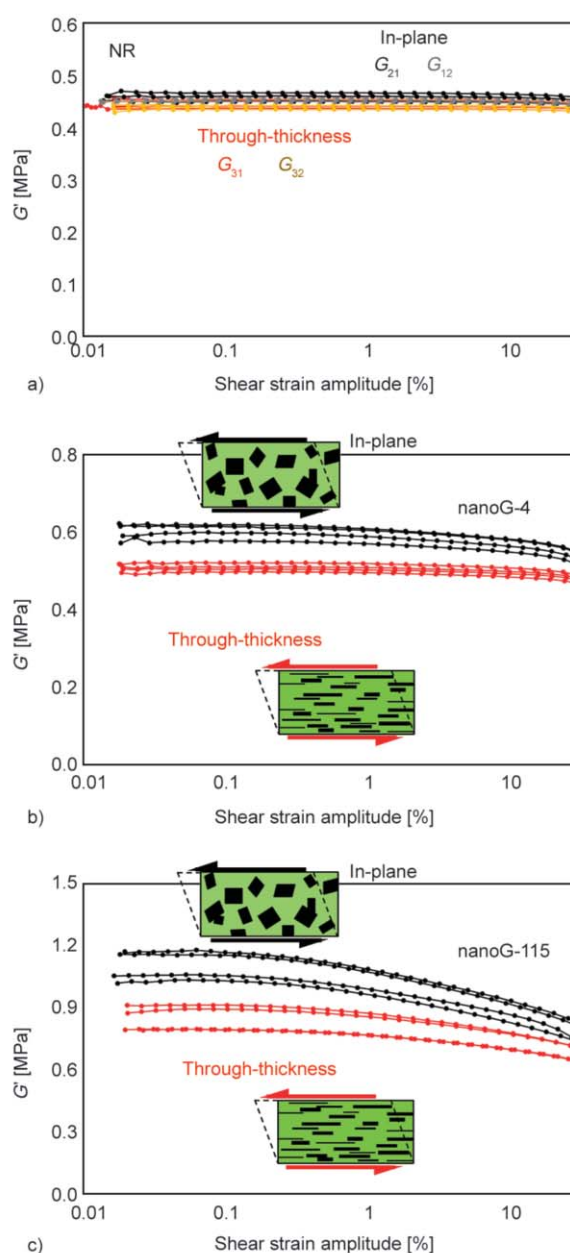 0.6
NR
In-plane
G21 G12
0.5
0.4
Through-thickness
G31 G32
0.3
G' [MPa]
0.2
0.1
0.0
0.01 0.1 1 10
a) Shear strain amplitude [%]
In-plane
0.8
nanoG-4
0.6
G' [MPa]
0.4
Through-thickness
0.2
0.0
0.01 0.1 1 10
b) Shear strain amplitude [%]
In-plane
1.5
nanoG-115
1.2
0.9
G' [MPa]
0.6
Through-thickness
0.3
0.0
0.01 0.1 1 10
c) Shear strain amplitude [%]